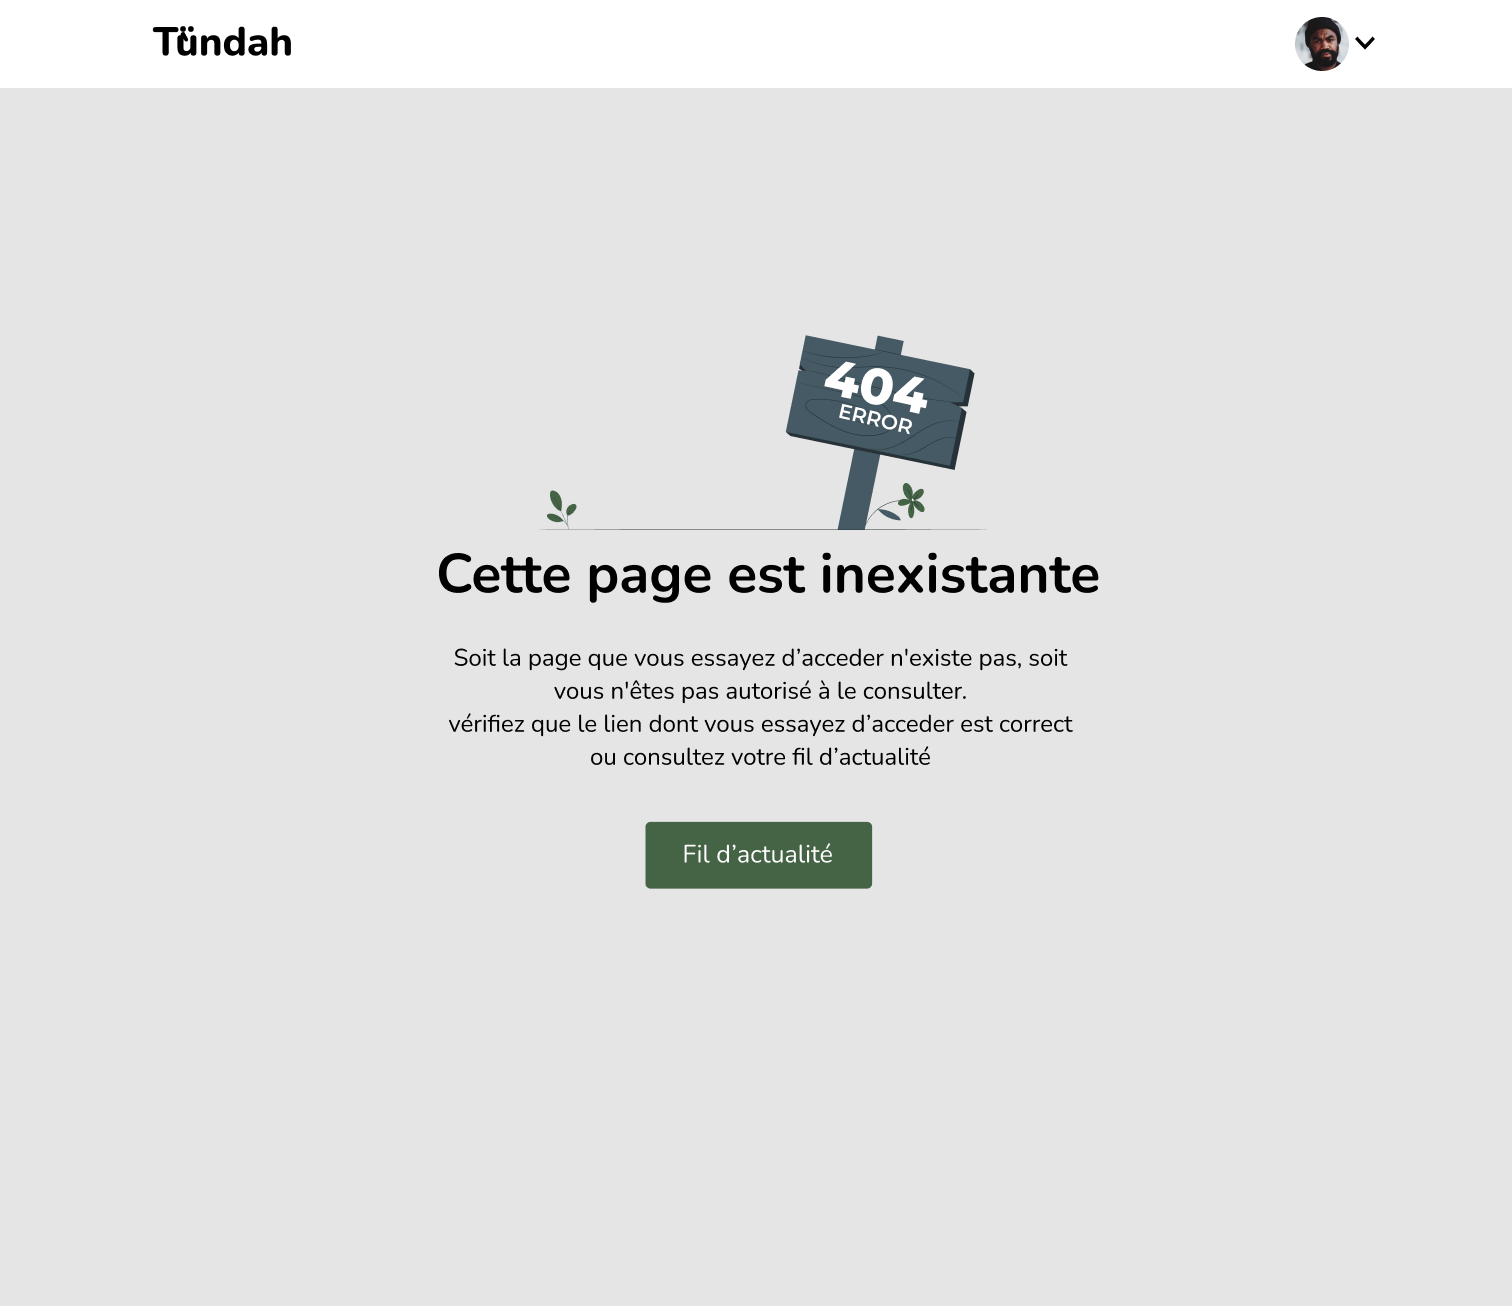 Tündah
404
ERROR
Cette page est inexistante
Soit la page que vous essayez d’acceder n'existe pas, soit
vous n'êtes pas autorisé à le consulter.
vérifiez que le lien dont vous essayez d’acceder est correct
ou consultez votre fil d’actualité
Fil d’actualité